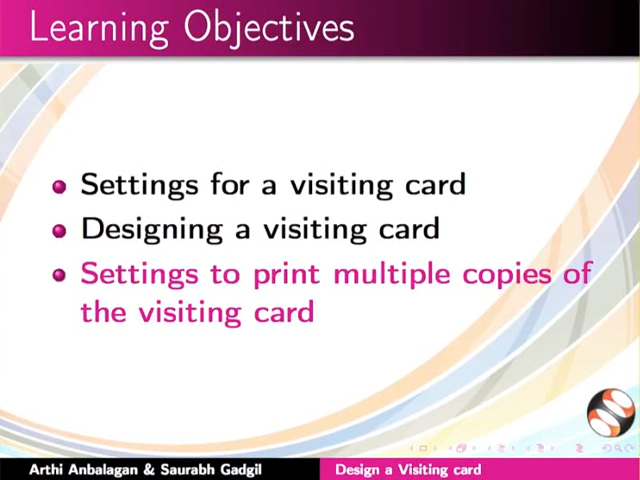 Learning Objectives
Settings for a visiting card
Designing a visiting card
Settings to print multiple copies of
the visiting card
Arthi Anbalagan & Saurabh Gadgil
Design a Visiting card